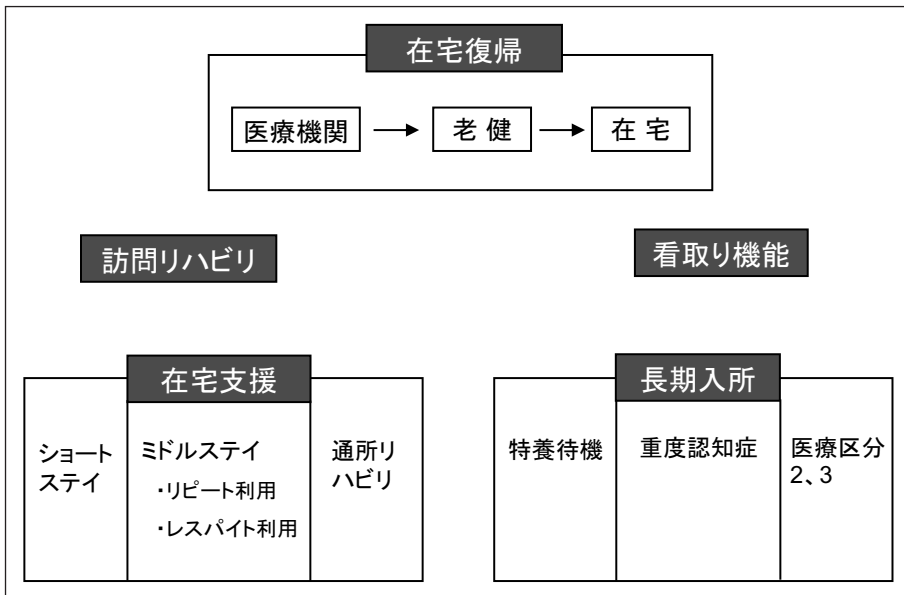 在宅復帰
医療機関 → 老 健 → 在 宅
訪問リハビリ
看取り機能
在宅支援
ショート
ステイ
ミドルステイ
・リピート利用
・レスパイト利用
通所リ
ハビリ
長期入所
特養待機
重度認知症
医療区分
2、3